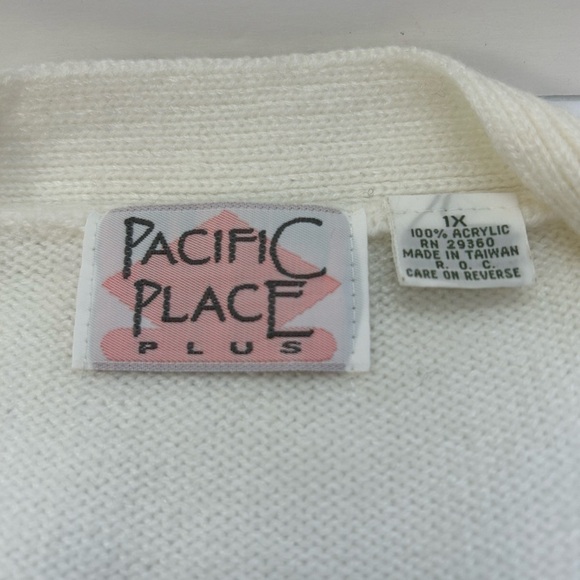 PACIFIC
PLACE
PLUS
1X
100% ACRYLIC
RN 29360
MADE IN TAIWAN
R. O. C.
CARE ON REVERSE